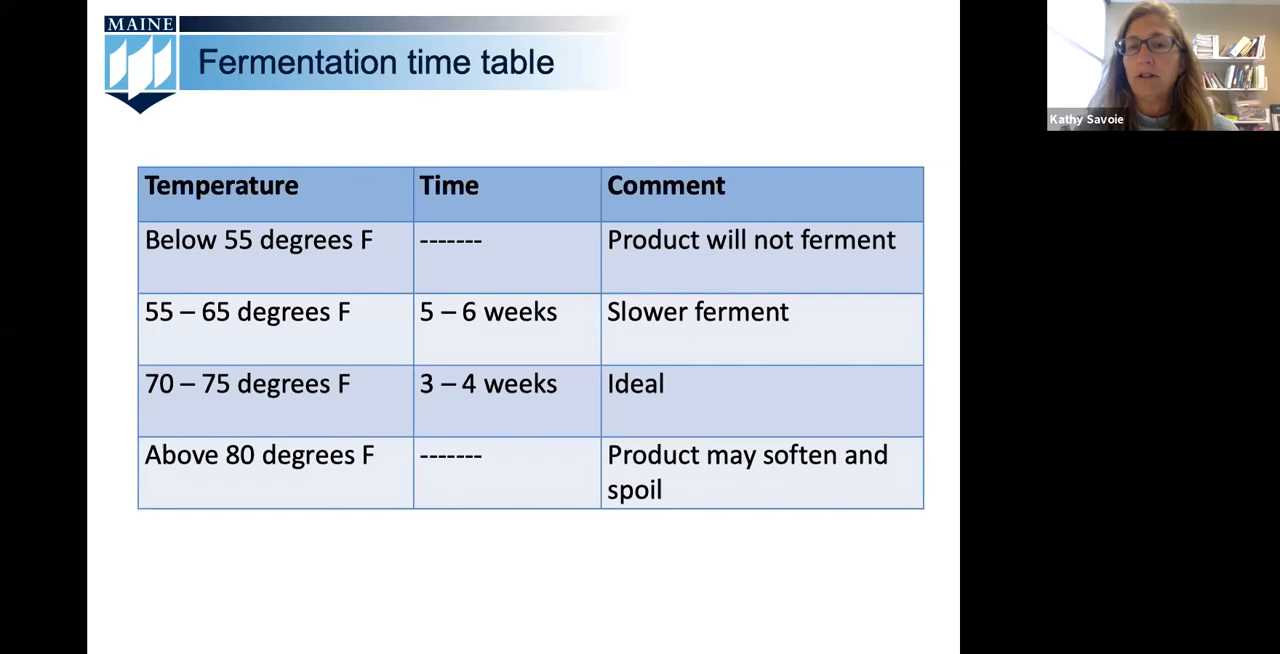 MAINE
Fermentation time table
Kathy Savoie
Temperature Time Comment
Below 55 degrees F ------- Product will not ferment
55 – 65 degrees F 5 – 6 weeks Slower ferment
70 – 75 degrees F 3 – 4 weeks Ideal
Above 80 degrees F ------- Product may soften and
spoil